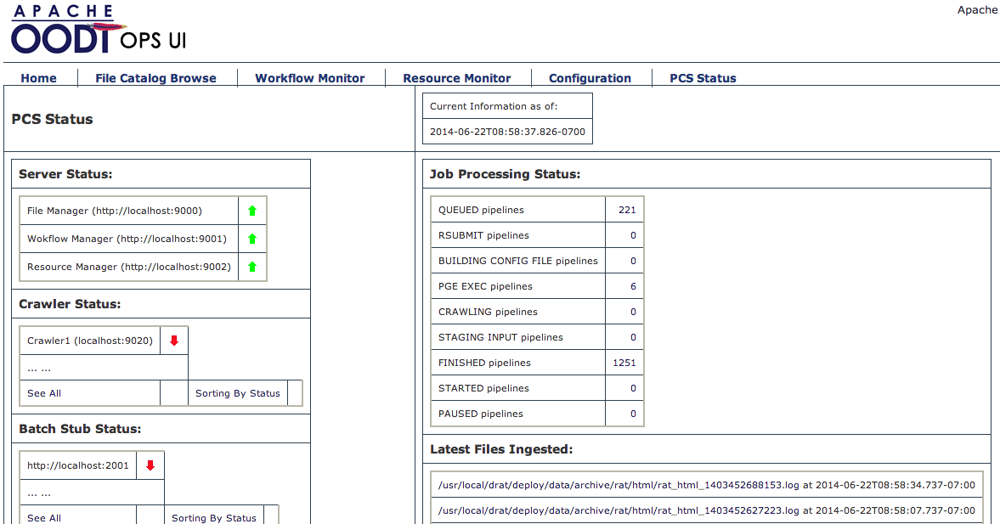 APACHE
OODT OPS UI
Apache
Home File Catalog Browse Workflow Monitor Resource Monitor Configuration PCS Status
PCS Status
Current Information as of:
2014-06-22T08:58:37.826-0700
Server Status:
File Manager (http://localhost:9000)
Wokflow Manager (http://localhost:9001)
Resource Manager (http://localhost:9002)
Crawler Status:
Crawler1 (localhost:9020)
... ...
See All Sorting By Status
Batch Stub Status:
http://localhost:2001
... ...
See All Sorting By Status
Job Processing Status:
QUEUED pipelines 221
RSUBMIT pipelines 0
BUILDING CONFIG FILE pipelines 0
PGE EXEC pipelines 6
CRAWLING pipelines 0
STAGING INPUT pipelines 0
FINISHED pipelines 1251
STARTED pipelines 0
PAUSED pipelines 0
Latest Files Ingested:
/usr/local/drat/deploy/data/archive/rat/html/rat_html_1403452688153.log at 2014-06-22T08:58:34.737-07:00
/usr/local/drat/deploy/data/archive/rat/html/rat_html_1403452627223.log at 2014-06-22T08:58:07.737-07:00